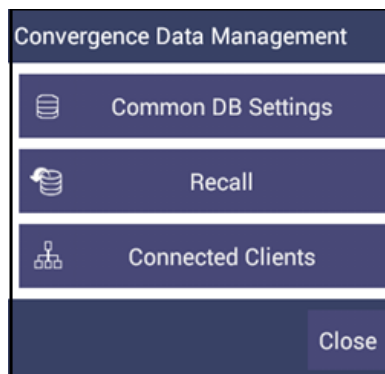 Convergence Data Management
Common DB Settings
Recall
Connected Clients
Close